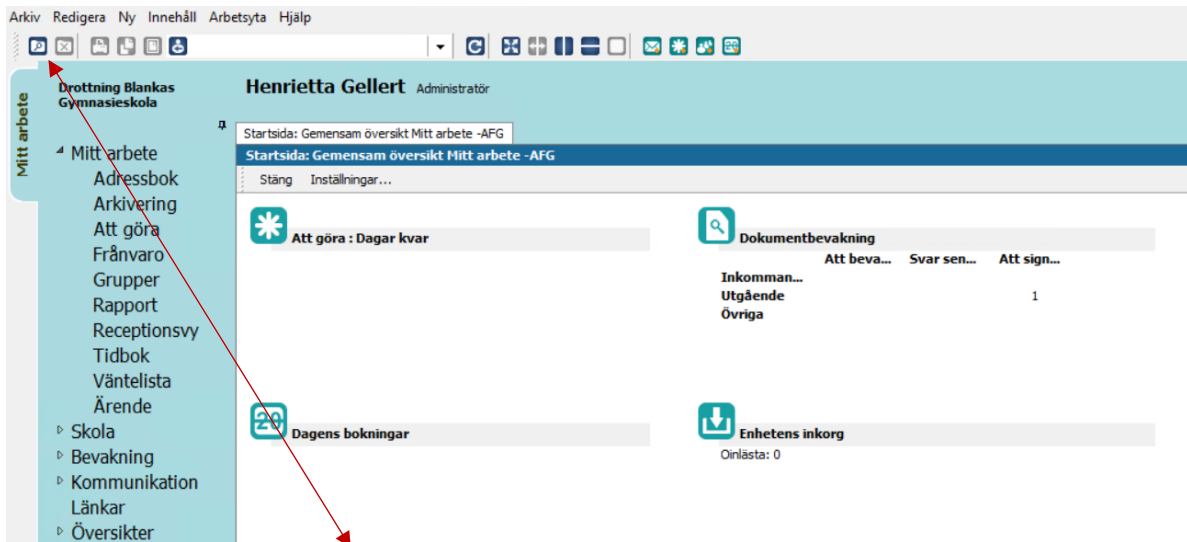 Arkiv Redigera Ny Innehåll Arbetsyta Hjälp
Mitt arbete
Drottning Blankas
Gymnasieskola
Henrietta Gellert Administratör
Startsida: Gemensam översikt Mitt arbete -AFG
Startsida: Gemensam översikt Mitt arbete -AFG
Stäng Inställningar...
Mitt arbete
Adressbok
Arkivering
Att göra
Frånvaro
Grupper
Rapport
Receptionsvy
Tidbok
Väntelista
Ärende
Skola
Bevakning
Kommunikation
Länkar
Översikter
Att göra : Dagar kvar
Dokumentbevakning
Att beva... Svar sen... Att sign...
Inkomman...
Utgående 1
Övriga
20
Dagens bokningar
Enhetens inkorg
Oinlästa: 0